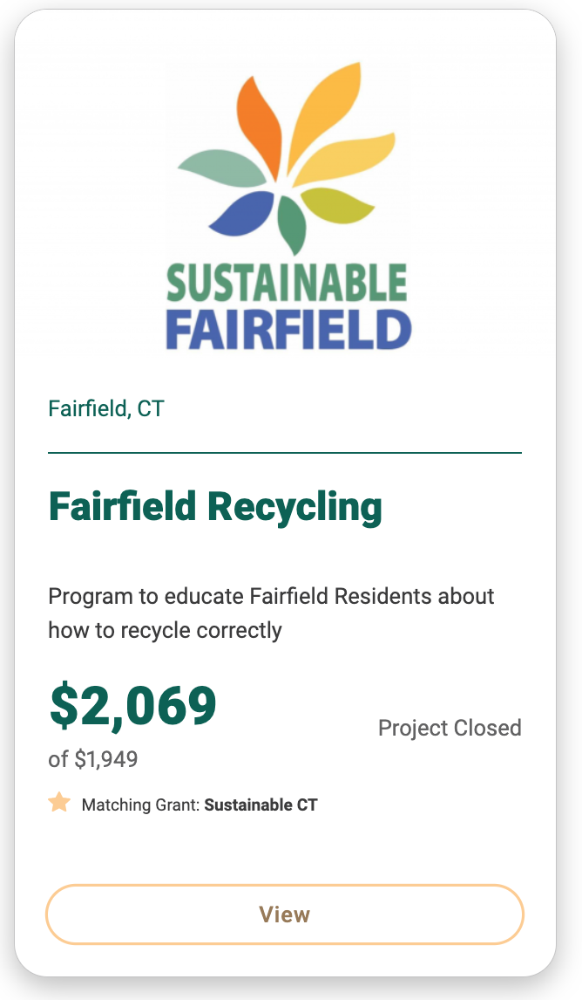 SUSTAINABLE
FAIRFIELD
Fairfield, CT
Fairfield Recycling
Program to educate Fairfield Residents about
how to recycle correctly
$2,069
Project Closed
of $1,949
Matching Grant: Sustainable CT
View